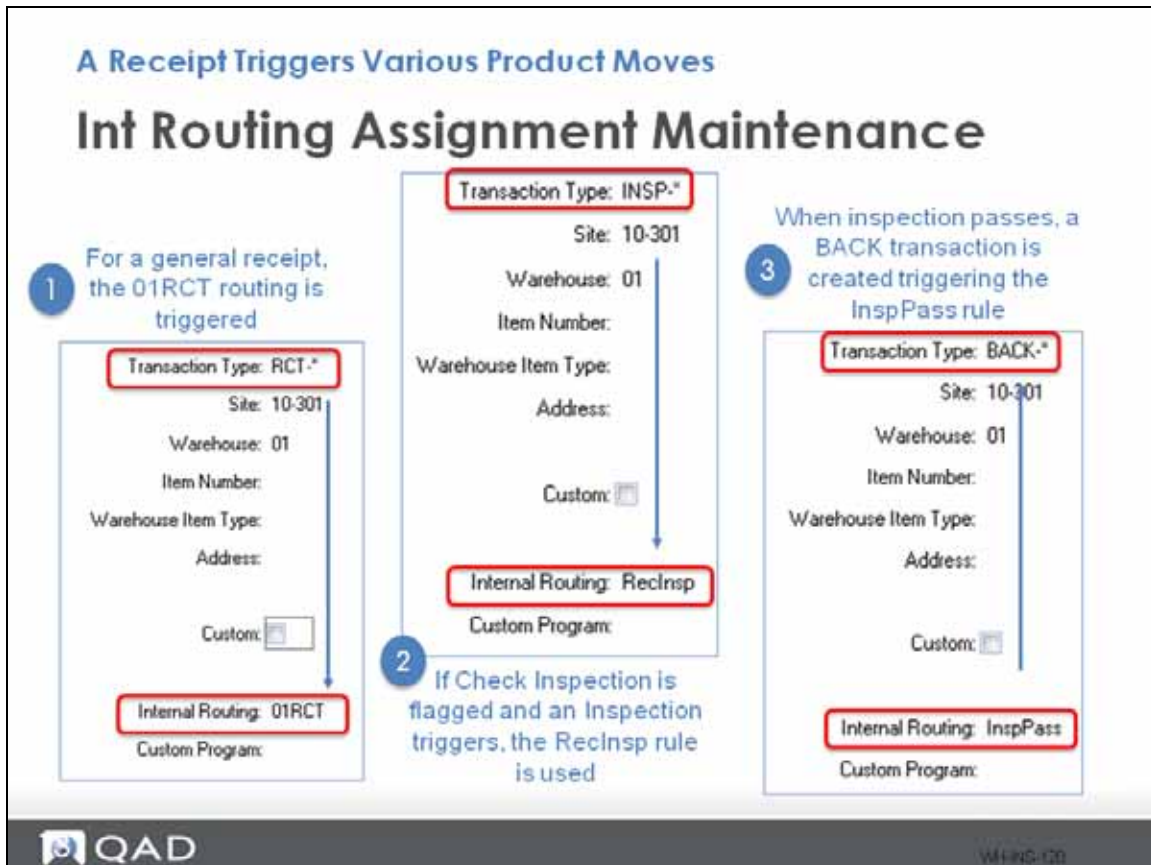 A Receipt Triggers Various Product Moves
Int Routing Assignment Maintenance
1
For a general receipt,
the 01RCT routing is
triggered
Transaction Type: RCT-*
Site: 10-301
Warehouse: 01
Item Number:
Warehouse Item Type:
Address:
Custom:
Internal Routing: 01RCT
Custom Program:
Transaction Type: INSP-*
Site: 10-301
Warehouse: 01
Item Number:
Warehouse Item Type:
Address:
Custom:
Internal Routing: RecInsp
Custom Program:
2
If Check Inspection is
flagged and an Inspection
triggers, the RecInsp rule
is used
3
When inspection passes, a
BACK transaction is
created triggering the
InspPass rule
Transaction Type: BACK-*
Site: 10-301
Warehouse: 01
Item Number:
Warehouse Item Type:
Address:
Custom:
Internal Routing: InspPass
Custom Program:
QAD